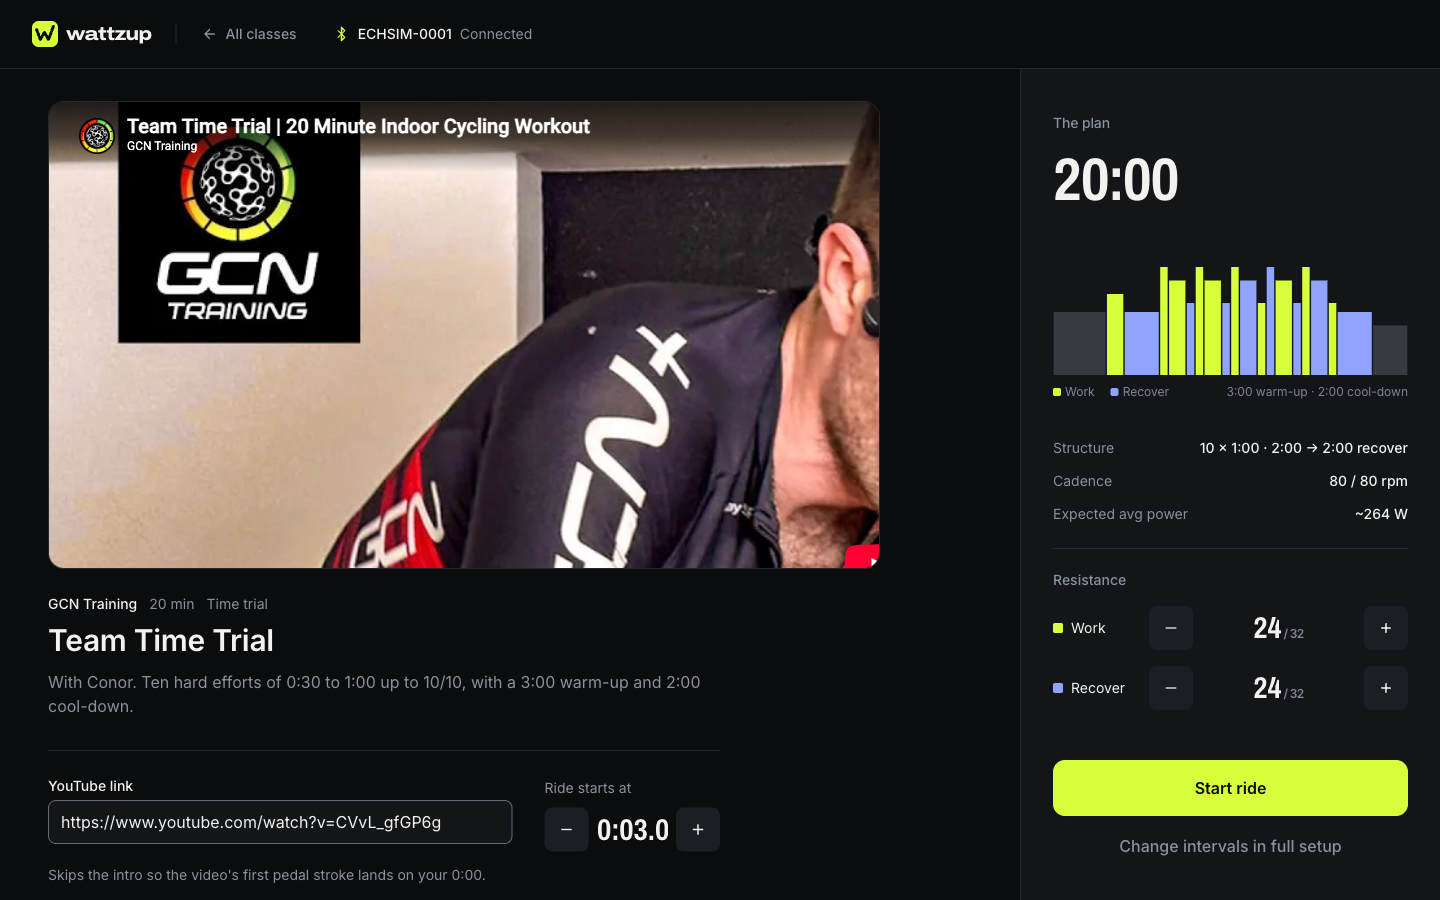 wattzup
All classes
ECHSIM-0001 Connected
Team Time Trial | 20 Minute Indoor Cycling Workout
GCN Training
GCN
TRAINING
GCN+
GCN
GCN Training 20 min Time trial
Team Time Trial
With Conor. Ten hard efforts of 0:30 to 1:00 up to 10/10, with a 3:00 warm-up and 2:00
cool-down.
YouTube link
https://www.youtube.com/watch?v=CVvL_gfGP6g
Ride starts at
− 0:03.0 +
Skips the intro so the video's first pedal stroke lands on your 0:00.
The plan
20:00
Work Recover 3:00 warm-up · 2:00 cool-down
Structure 10 × 1:00 · 2:00 → 2:00 recover
Cadence 80 / 80 rpm
Expected avg power ~264 W
Resistance
Work − 24 / 32 +
Recover − 24 / 32 +
Start ride
Change intervals in full setup